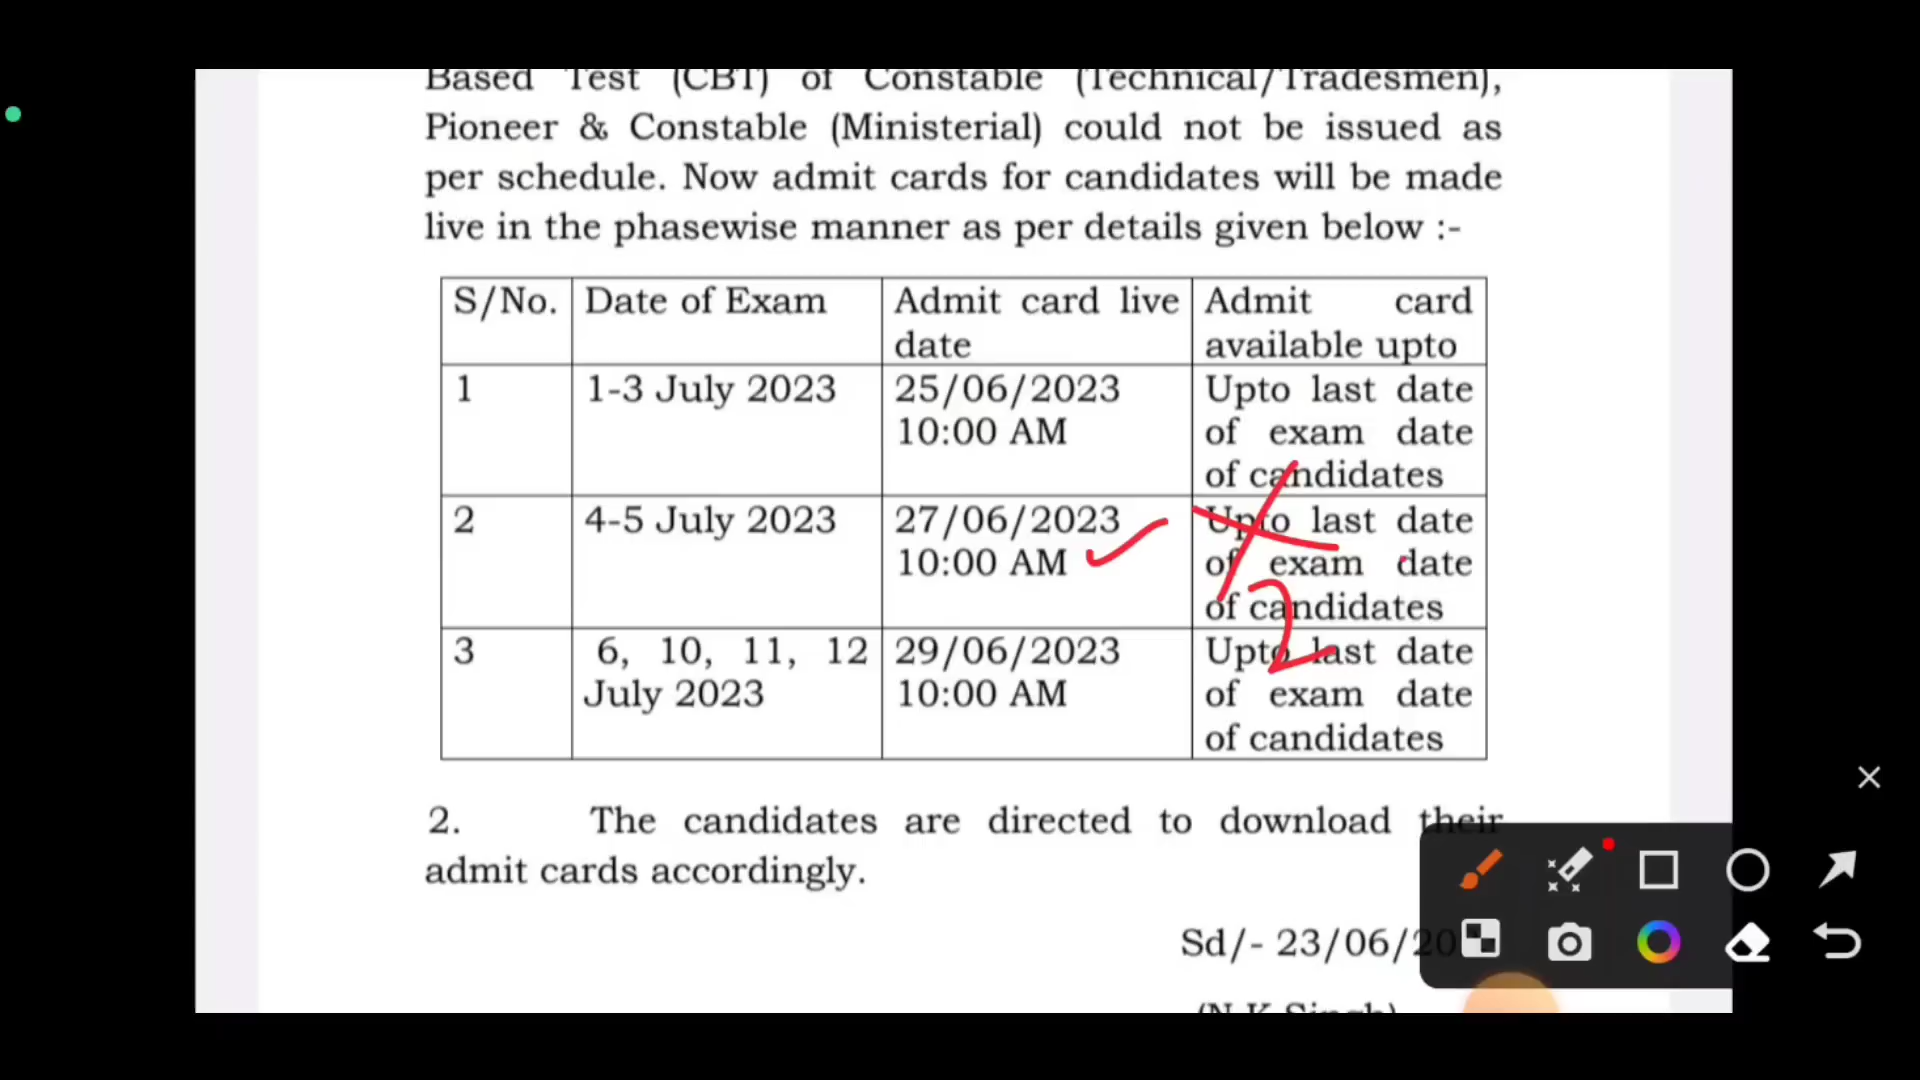 Based Test (CBT) of Constable (Technical/Tradesmen),
Pioneer & Constable (Ministerial) could not be issued as
per schedule. Now admit cards for candidates will be made
live in the phasewise manner as per details given below :-
S/No. Date of Exam Admit card live date Admit card available upto
1 1-3 July 2023 25/06/2023 10:00 AM Upto last date of exam date of candidates
2 4-5 July 2023 27/06/2023 10:00 AM Upto last date of exam date of candidates
2
3 6, 10, 11, 12 July 2023 29/06/2023 10:00 AM Upto last date of exam date of candidates
2. The candidates are directed to download their
admit cards accordingly.
Sd/- 23/06/20
(N K Singh)